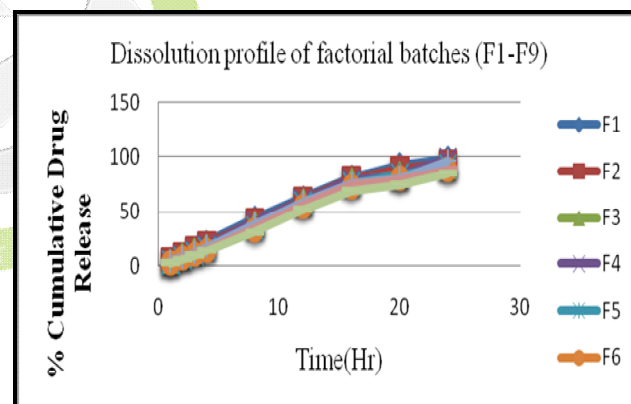 Dissolution profile of factorial batches (F1-F9)
% Cumulative Drug
Release
150
100
50
0
0 10 20 30
Time(Hr)
F1
F2
F3
F4
F5
F6